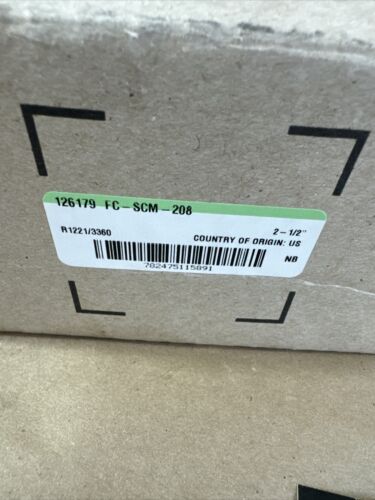 126179 FC-SCM-208
2-1/2"
R1221/3360
COUNTRY OF ORIGIN: US
NB
782475115891